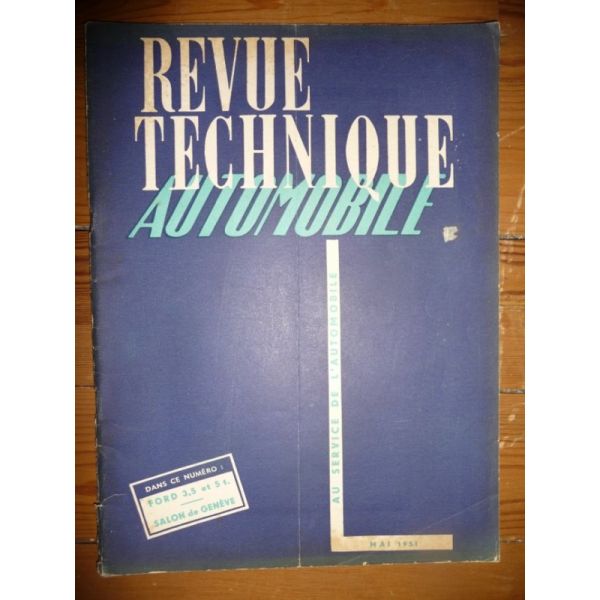 REVUE
TECHNIQUE
AUTOMOBILE
AU SERVICE DE L'AUTOMOBILE
DANS CE NUMÉRO :
FORD 3,5 et 5 t.
SALON de GENÈVE
MAI 1951